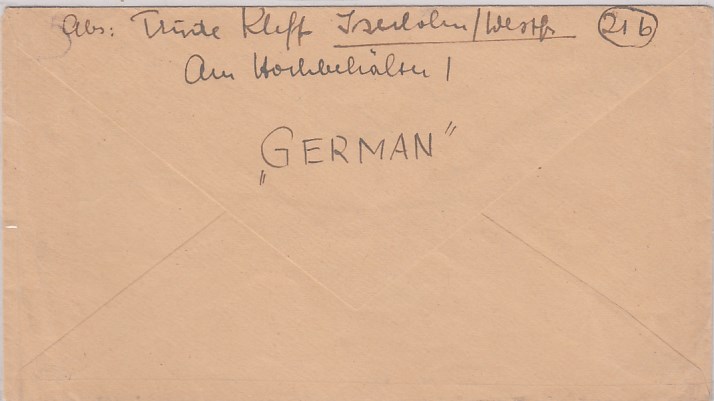 Abs: Trude Kleff Iserlohn/Westf. 21b
Am Hochbehälter 1
„GERMAN"